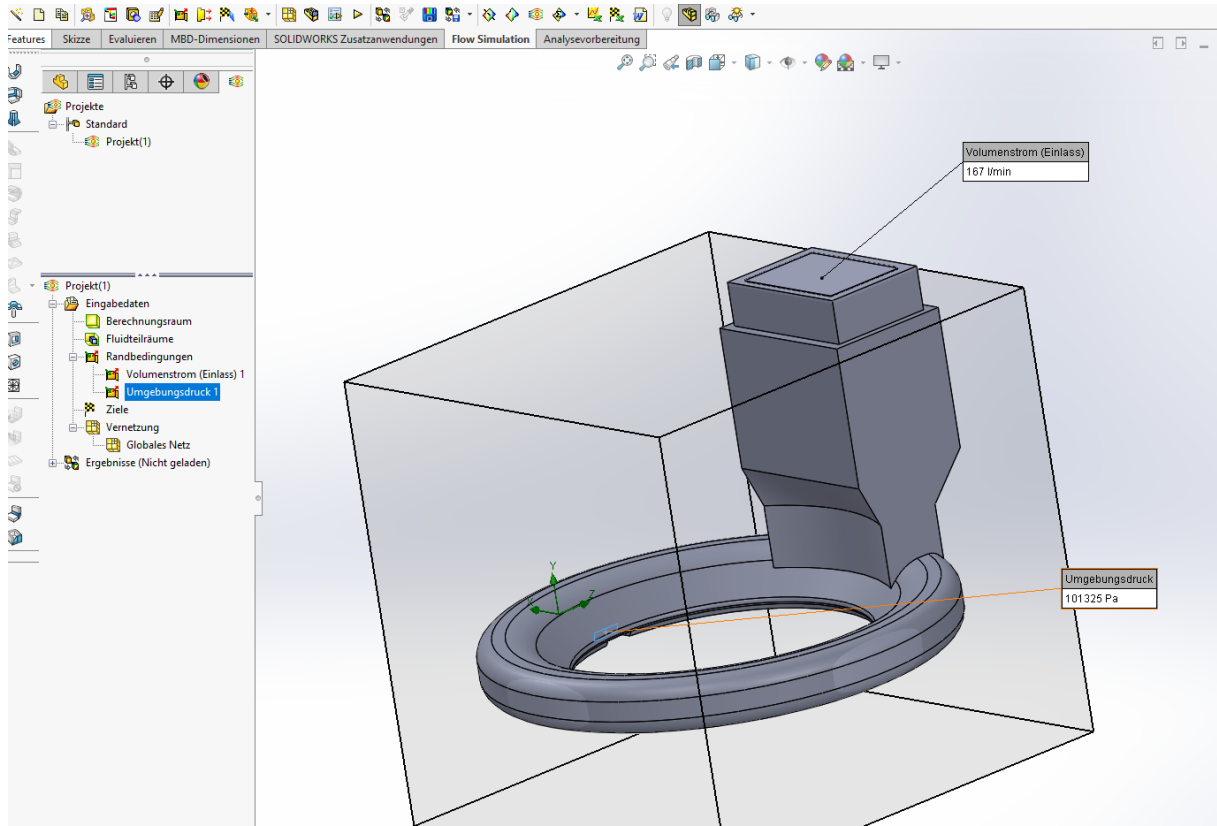 Features Skizze Evaluieren MBD-Dimensionen SOLIDWORKS Zusatzanwendungen Flow Simulation Analysevorbereitung
Projekte
Standard
Projekt(1)
Projekt(1)
Eingabedaten
Berechnungsraum
Fluidteilräume
Randbedingungen
Volumenstrom (Einlass) 1
Umgebungsdruck 1
Ziele
Vernetzung
Globales Netz
Ergebnisse (Nicht geladen)
Volumenstrom (Einlass)
167 l/min
Umgebungsdruck
101325 Pa
Y
Z